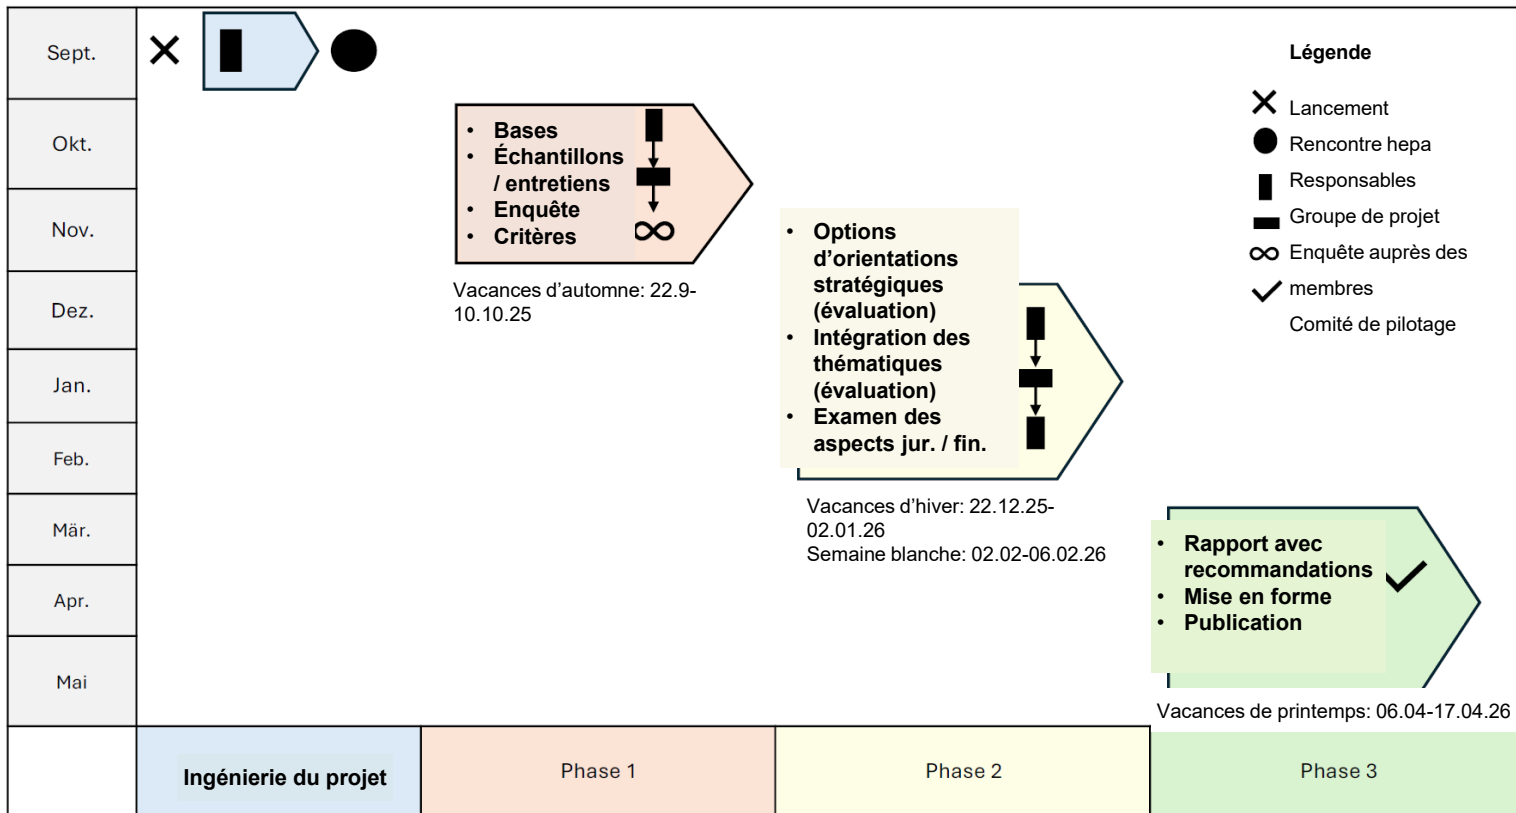 Sept.
Okt.
Nov.
Dez.
Jan.
Feb.
Mär.
Apr.
Mai
• Bases
• Échantillons
/ entretiens
• Enquête
• Critères
Vacances d’automne: 22.9-
10.10.25
• Options
d’orientations
stratégiques
(évaluation)
• Intégration des
thématiques
(évaluation)
• Examen des
aspects jur. / fin.
Vacances d’hiver: 22.12.25-
02.01.26
Semaine blanche: 02.02-06.02.26
• Rapport avec
recommandations
• Mise en forme
• Publication
Vacances de printemps: 06.04-17.04.26
Légende
Lancement
Rencontre hepa
Responsables
Groupe de projet
Enquête auprès des
membres
Comité de pilotage
Ingénierie du projet
Phase 1
Phase 2
Phase 3